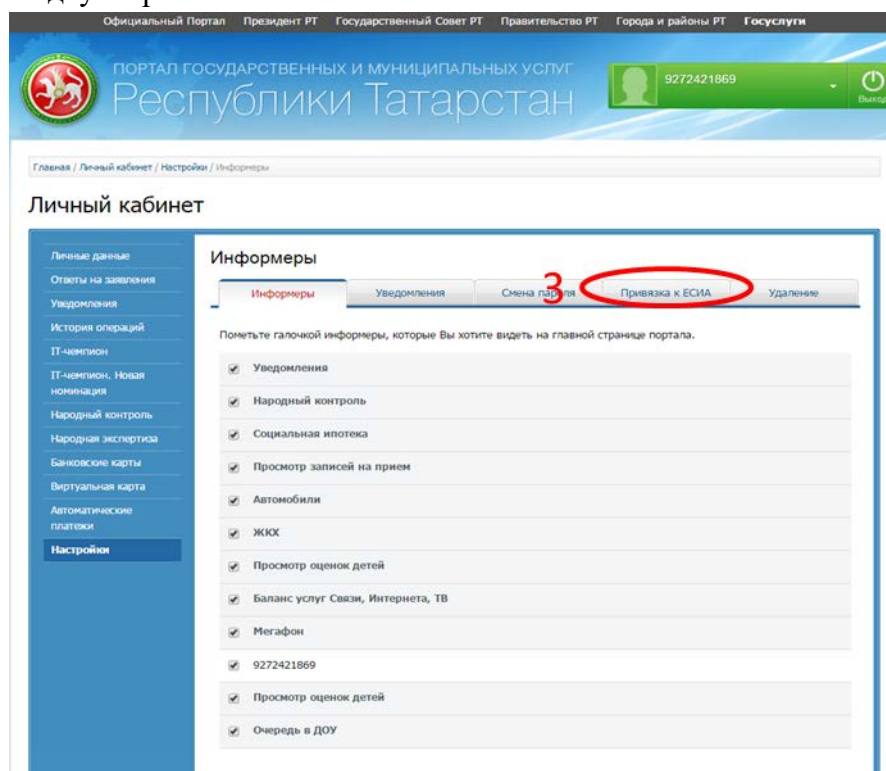 Официальный Портал Президент РТ Государственный Совет РТ Правительство РТ Города и районы РТ Госуслуги
ПОРТАЛ ГОСУДАРСТВЕННЫХ И МУНИЦИПАЛЬНЫХ УСЛУГ
Республики Татарстан
9272421869
Выход
Главная / Личный кабинет / Настройки / Информеры
Личный кабинет
Личные данные
Ответы на заявления
Уведомления
История операций
IT-чемпион
IT-чемпион. Новая
номинация
Народный контроль
Народная экспертиза
Банковские карты
Виртуальная карта
Автоматические
платежи
Настройки
Информеры
3
Информеры Уведомления Смена пароля Привязка к ЕСИА Удаление
Пометьте галочкой информеры, которые Вы хотите видеть на главной странице портала.
Уведомления
Народный контроль
Социальная ипотека
Просмотр записей на прием
Автомобили
ЖКХ
Просмотр оценок детей
Баланс услуг Связи, Интернета, ТВ
Мегафон
9272421869
Просмотр оценок детей
Очередь в ДОУ